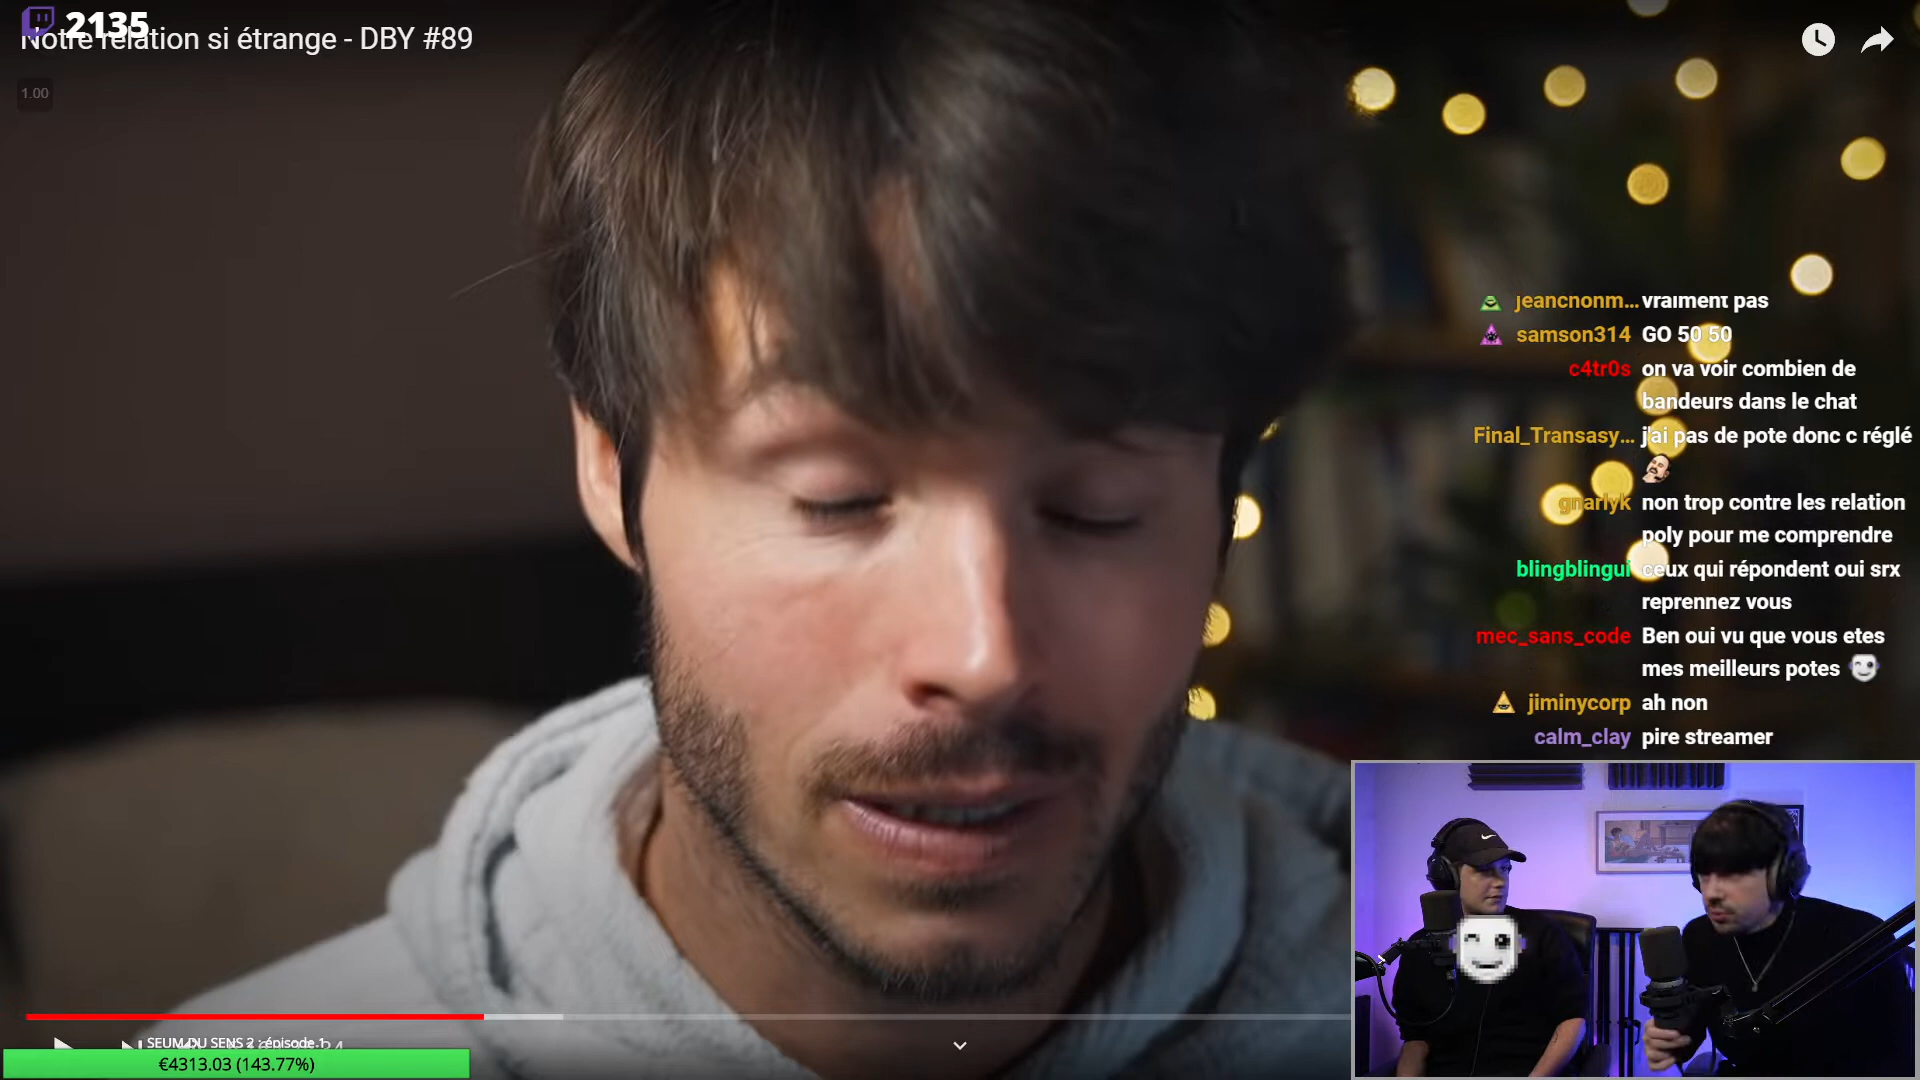 2135
Notre relation si étrange - DBY #89
1.00
jeanchonm... vraiment pas
samson314 GO 50 50
c4tr0s on va voir combien de
bandeurs dans le chat
Final_Transasy... j'ai pas de pote donc c réglé
gnarlyk non trop contre les relation
poly pour me comprendre
blingblingui ceux qui répondent oui srx
reprennez vous
mec_sans_code Ben oui vu que vous etes
mes meilleurs potes
jiminycorp ah non
calm_clay pire streamer
SEUM DU SENS 2 : épisode 1
€4313.03 (143.77%)